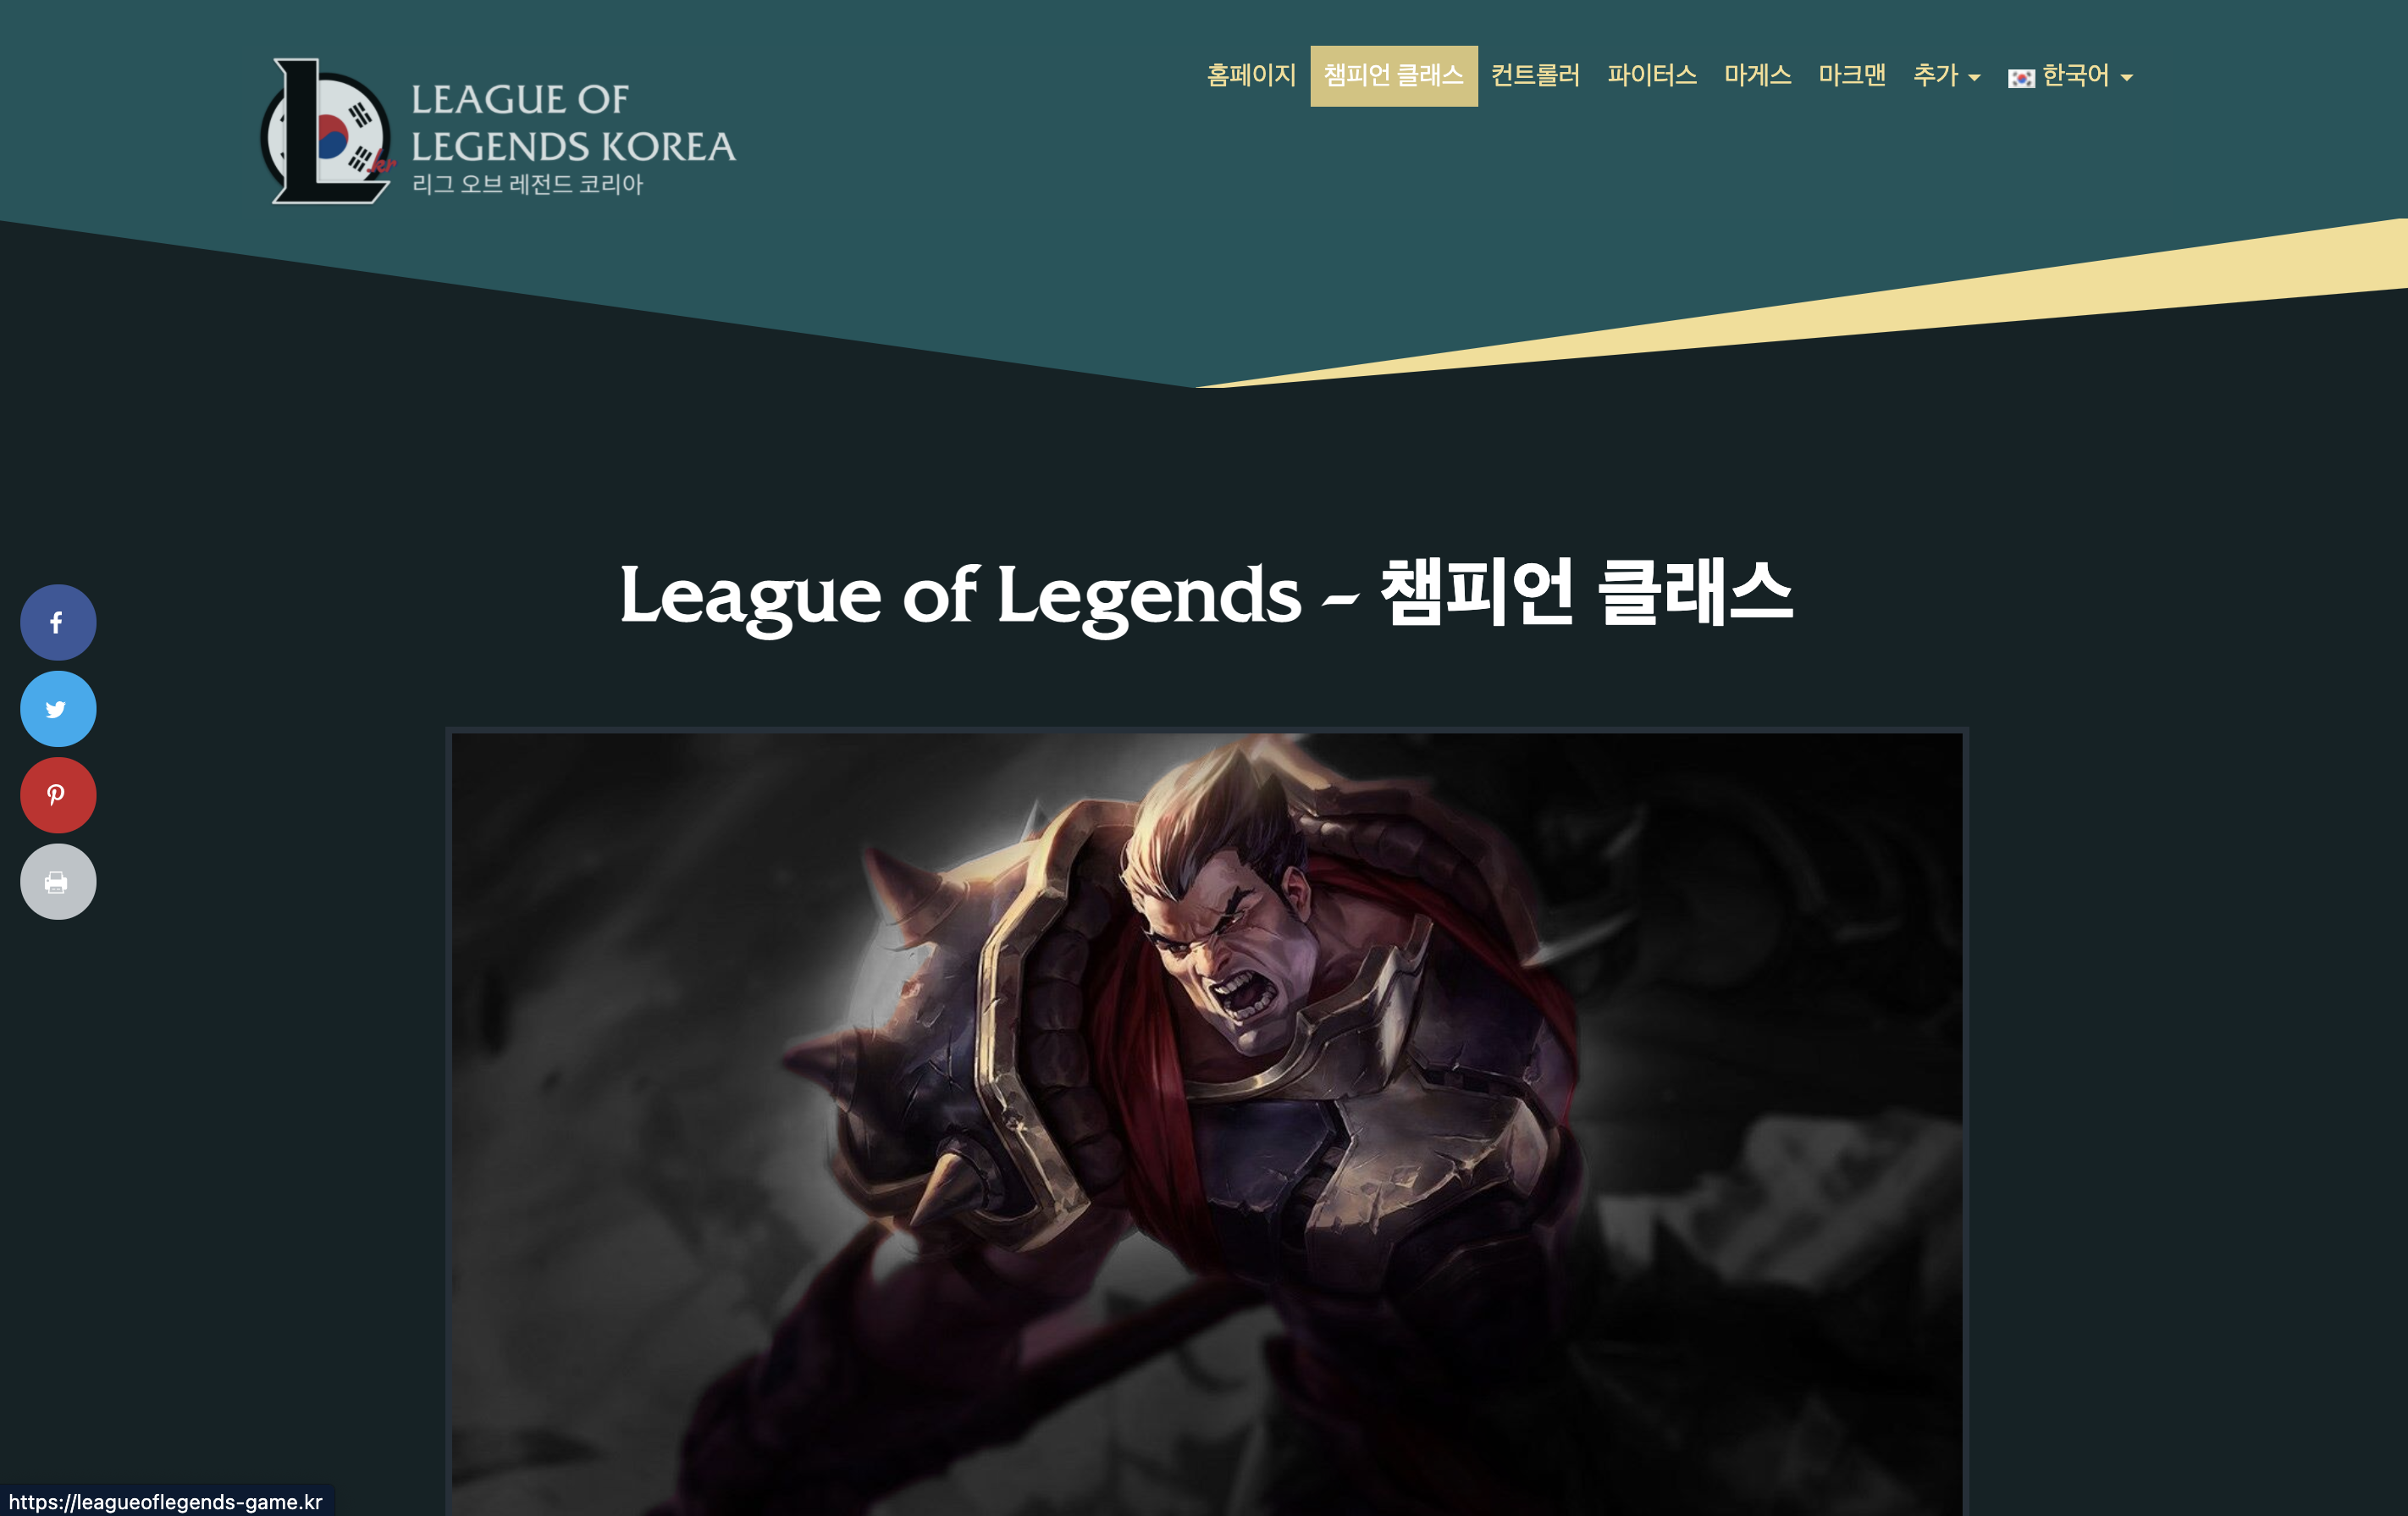 LEAGUE OF
LEGENDS KOREA
리그 오브 레전드 코리아
.kr
홈페이지 챔피언 클래스 컨트롤러 파이터스 마게스 마크맨 추가 한국어
League of Legends - 챔피언 클래스
https://leagueoflegends-game.kr